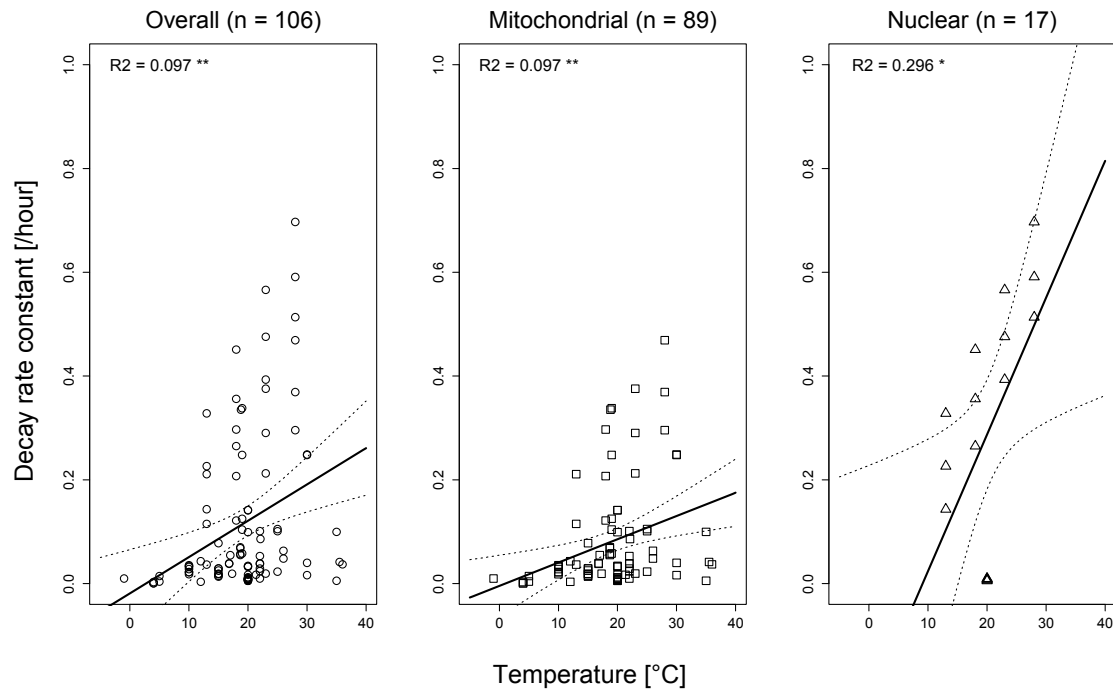 Overall (n = 106)
Mitochondrial (n = 89)
Nuclear (n = 17)
R2 = 0.097 **
R2 = 0.097 **
R2 = 0.296 *
Decay rate constant [/hour]
1.0
0.8
0.6
0.4
0.2
0.0
1.0
0.8
0.6
0.4
0.2
0.0
1.0
0.8
0.6
0.4
0.2
0.0
0 10 20 30 40
0 10 20 30 40
0 10 20 30 40
Temperature [°C]